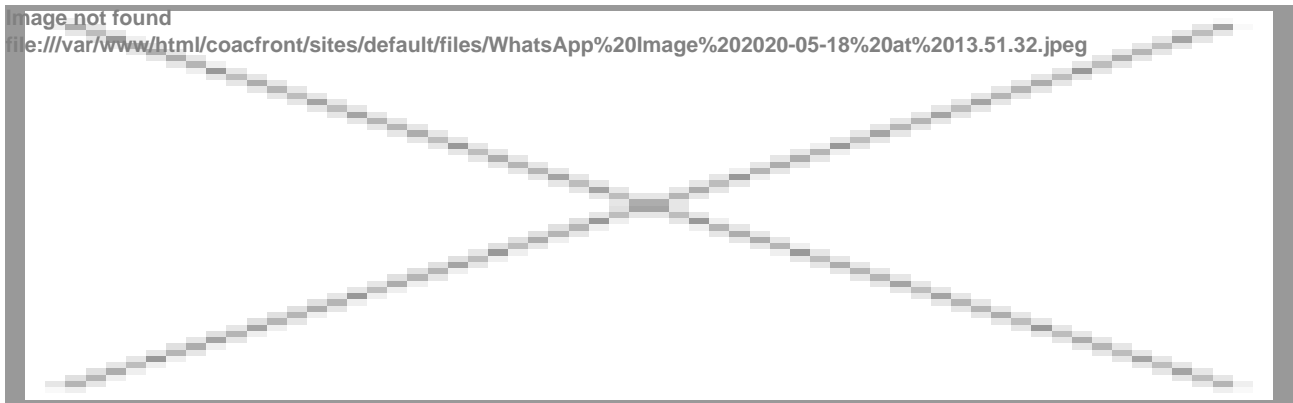 Image not found
file:///var/www/html/coacfront/sites/default/files/WhatsApp%20Image%202020-05-18%20at%2013.51.32.jpeg